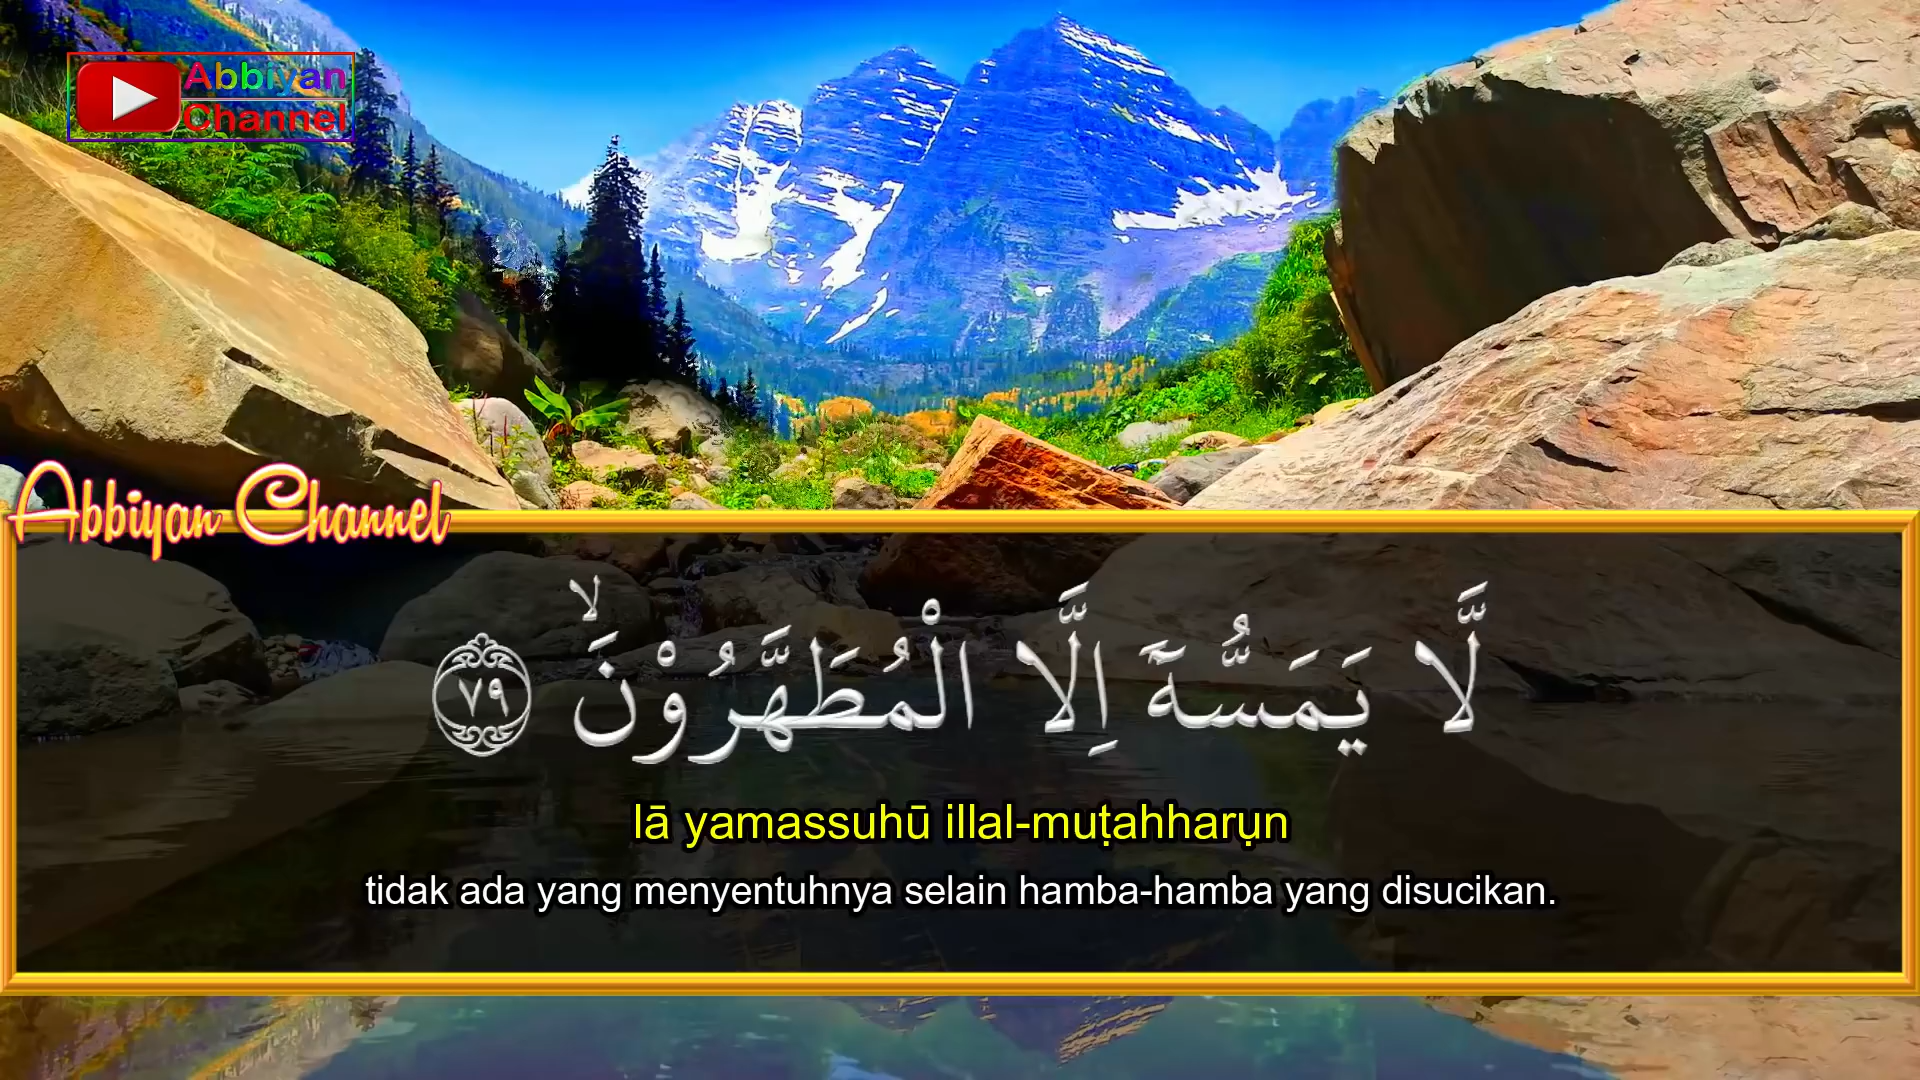 Abbiyan
Channel
Abbiyan Channel
لَّا يَمَسُّهٗٓ اِلَّا الْمُطَهَّرُوْنَۙ ٧٩
lā yamassuhū illal-muṭahharụn
tidak ada yang menyentuhnya selain hamba-hamba yang disucikan.